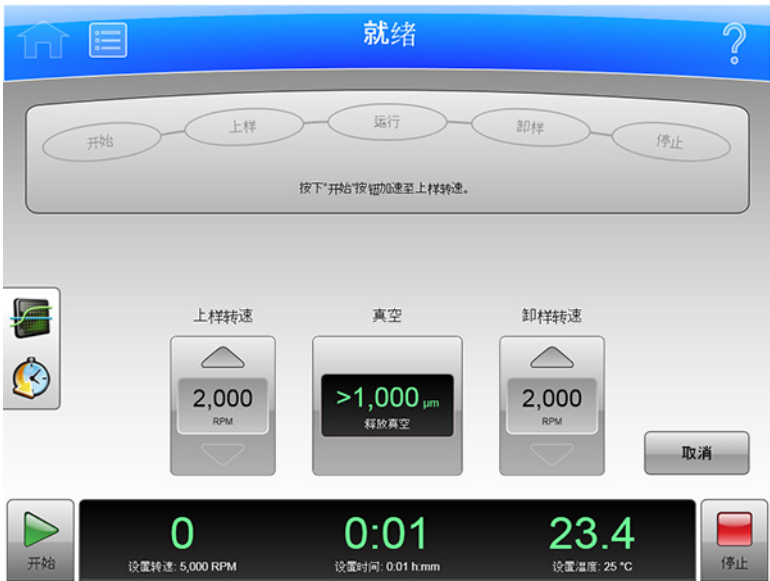 就绪
?
开始 上样 运行 卸样 停止
按下"开始"按钮加速至上样转速。
上样转速 真空 卸样转速
2,000 >1,000 μm 2,000
RPM 释放真空 RPM
取消
0 0:01 23.4
开始 设置转速: 5,000 RPM 设置时间: 0:01 h:mm 设置温度: 25 °C 停止